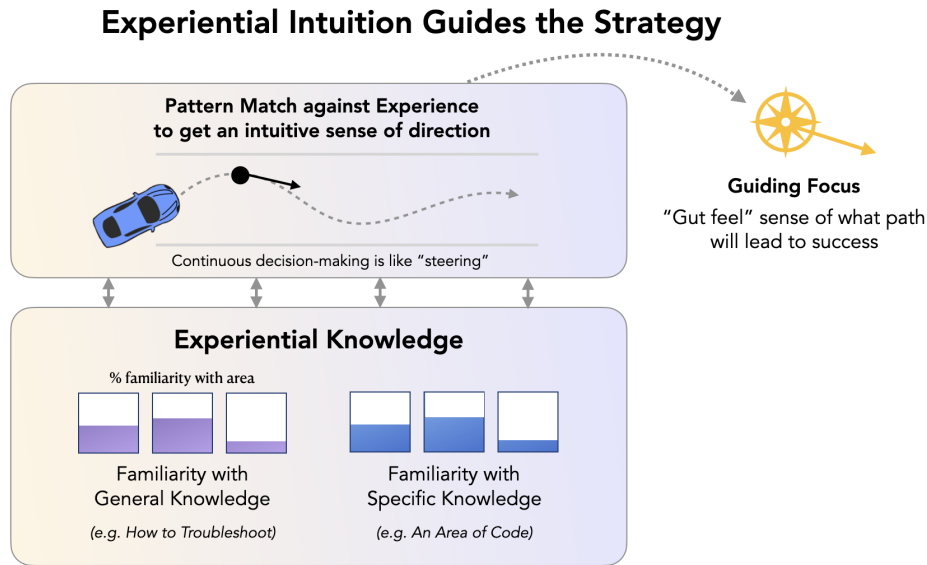 Experiential Intuition Guides the Strategy
Pattern Match against Experience
to get an intuitive sense of direction
Continuous decision-making is like “steering”
Guiding Focus
“Gut feel” sense of what path
will lead to success
Experiential Knowledge
% familiarity with area
Familiarity with
General Knowledge
(e.g. How to Troubleshoot)
Familiarity with
Specific Knowledge
(e.g. An Area of Code)